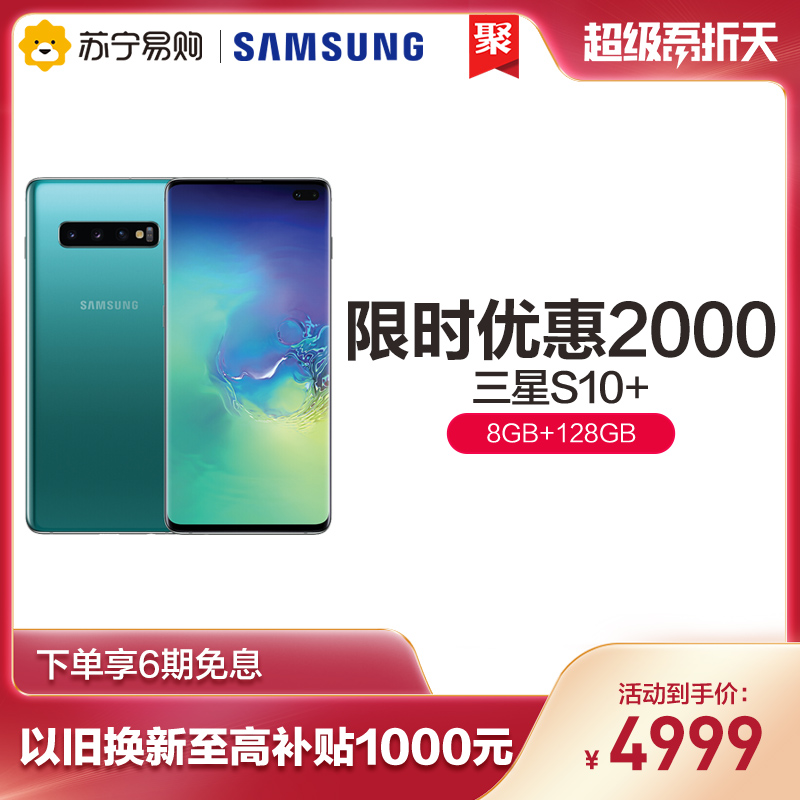 苏宁易购 SAMSUNG 聚 超级吾折天
SAMSUNG
限时优惠2000
三星S10+
8GB+128GB
下单享6期免息
以旧换新至高补贴1000元
活动到手价：
¥4999